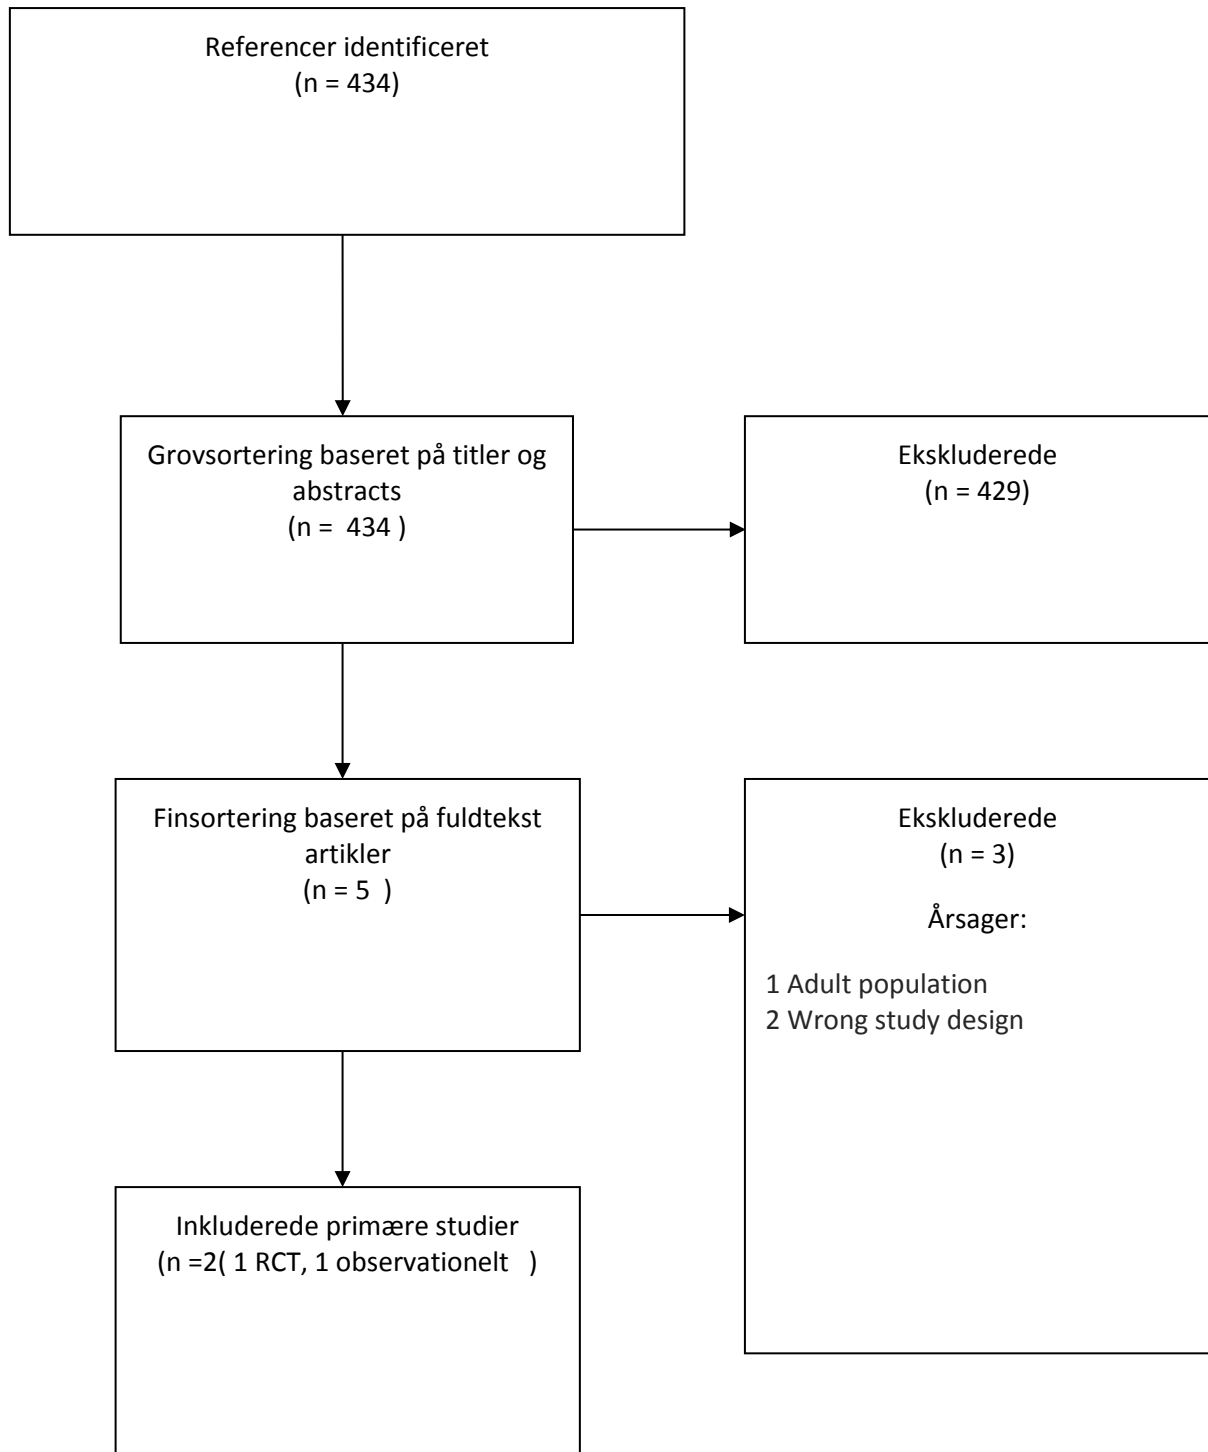 Referencer identificeret
(n = 434)
Grovsortering baseret på titler og
abstracts
(n =  434 )
Ekskluderede
(n = 429)
Finsortering baseret på fuldtekst
artikler
(n = 5  )
Ekskluderede
(n = 3)
Årsager:
1 Adult population
2 Wrong study design
Inkluderede primære studier
(n =2( 1 RCT, 1 observationelt   )